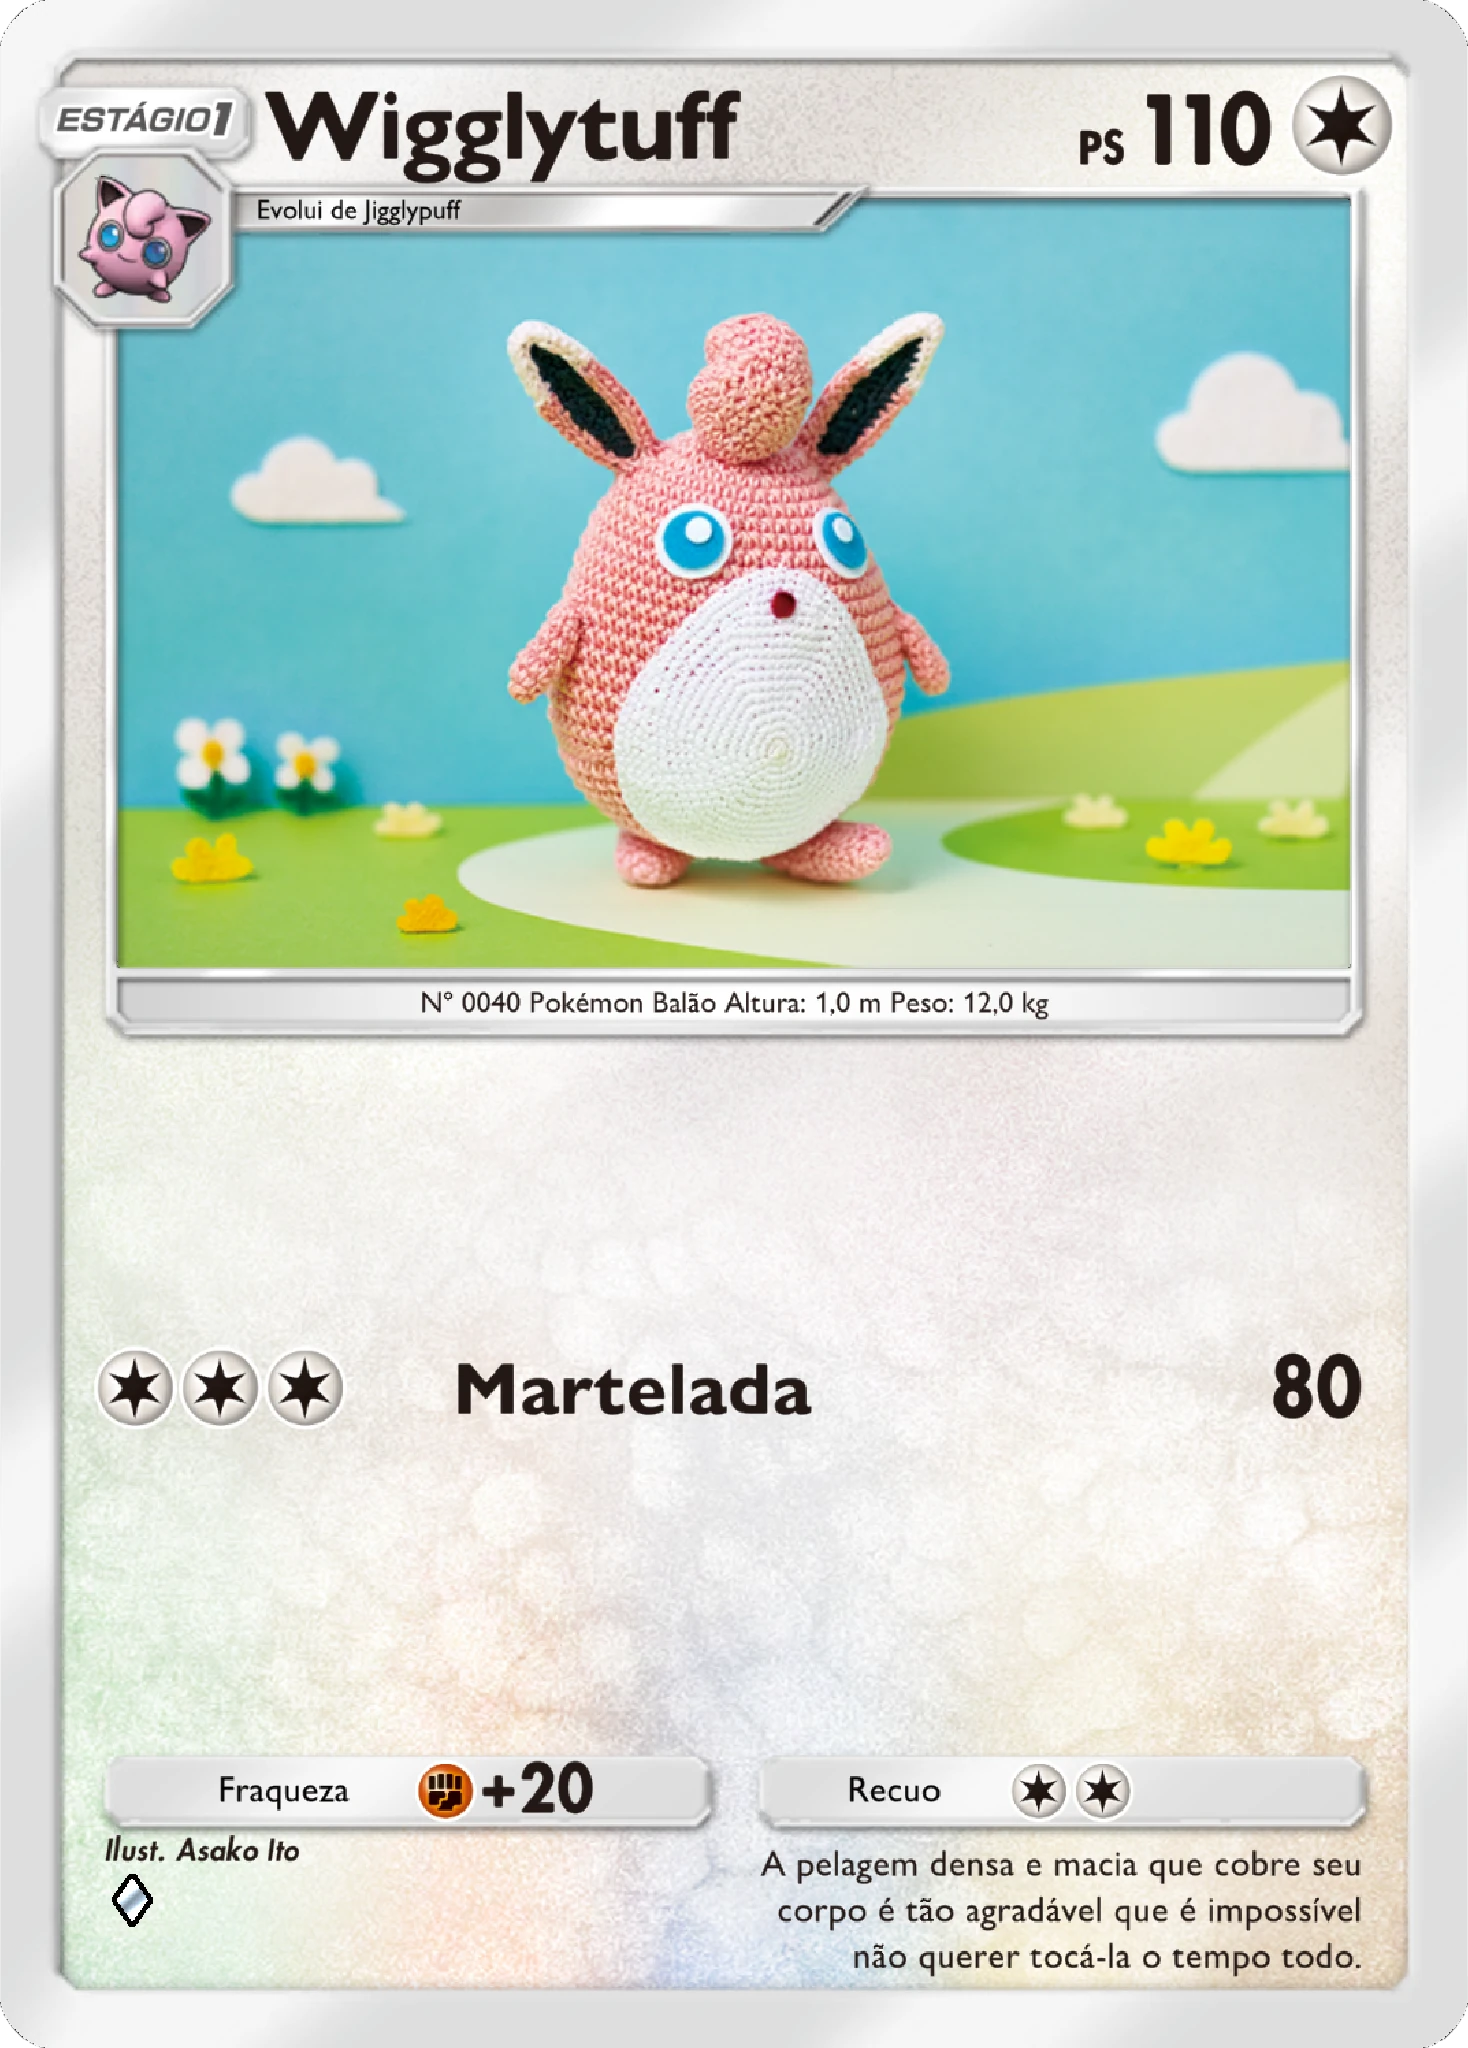 ESTÁGIO1
Wigglytuff
PS 110
Evolui de Jigglypuff
N° 0040 Pokémon Balão Altura: 1,0 m Peso: 12,0 kg
Martelada 80
Fraqueza +20
Recuo
Ilust. Asako Ito
A pelagem densa e macia que cobre seu
corpo é tão agradável que é impossível
não querer tocá-la o tempo todo.